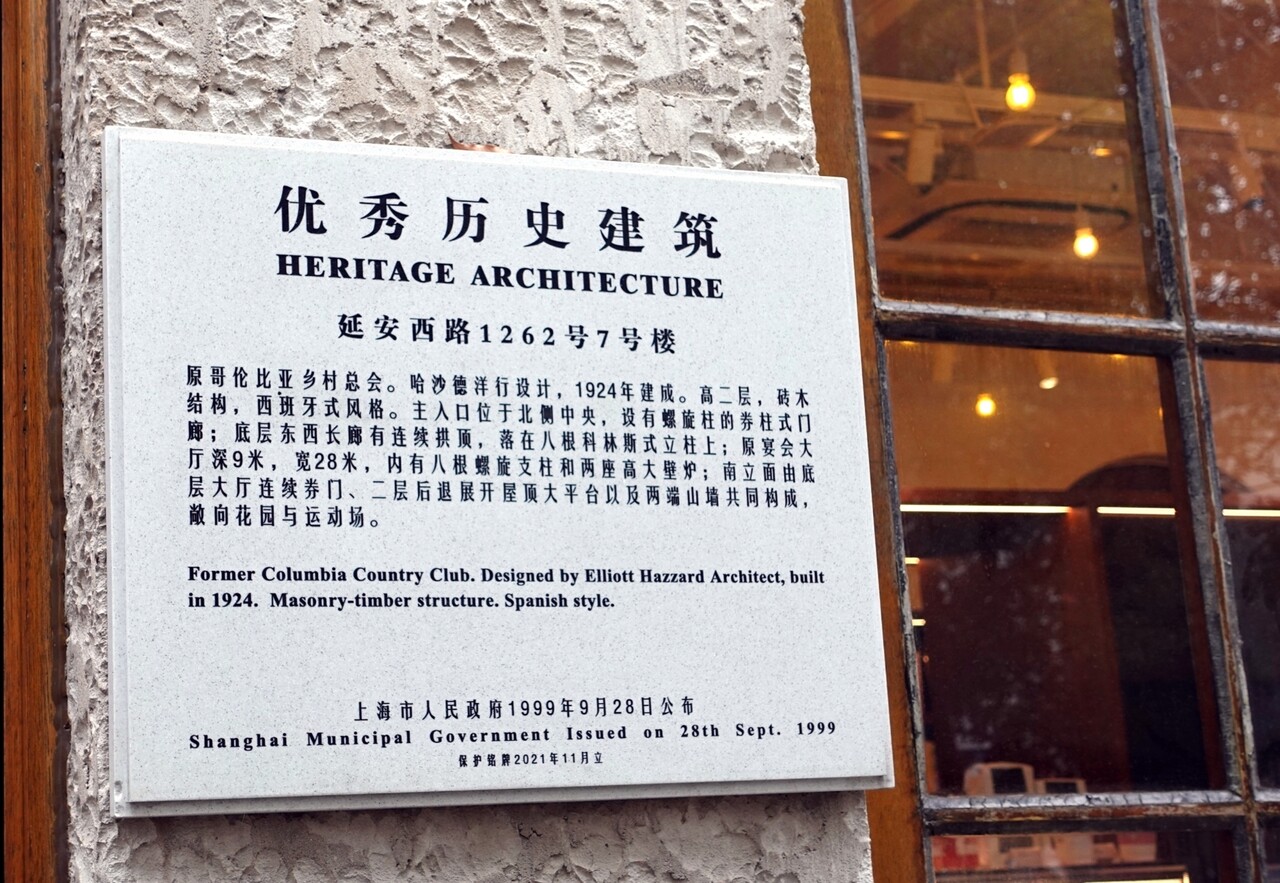 优秀历史建筑
HERITAGE ARCHITECTURE
延安西路1262号7号楼
原哥伦比亚乡村总会。哈沙德洋行设计，1924年建成。高二层，砖木
结构，西班牙式风格。主入口位于北侧中央，设有螺旋柱的券柱式门
廊；底层东西长廊有连续拱顶，落在八根科林斯式立柱上；原宴会大
厅深9米，宽28米，内有八根螺旋支柱和两座高大壁炉；南立面由底
层大厅连续券门、二层后退展开屋顶大平台以及两端山墙共同构成，
敞向花园与运动场。
Former Columbia Country Club. Designed by Elliott Hazzard Architect, built
in 1924. Masonry-timber structure. Spanish style.
上海市人民政府1999年9月28日公布
Shanghai Municipal Government Issued on 28th Sept. 1999
保护铭牌2021年11月立